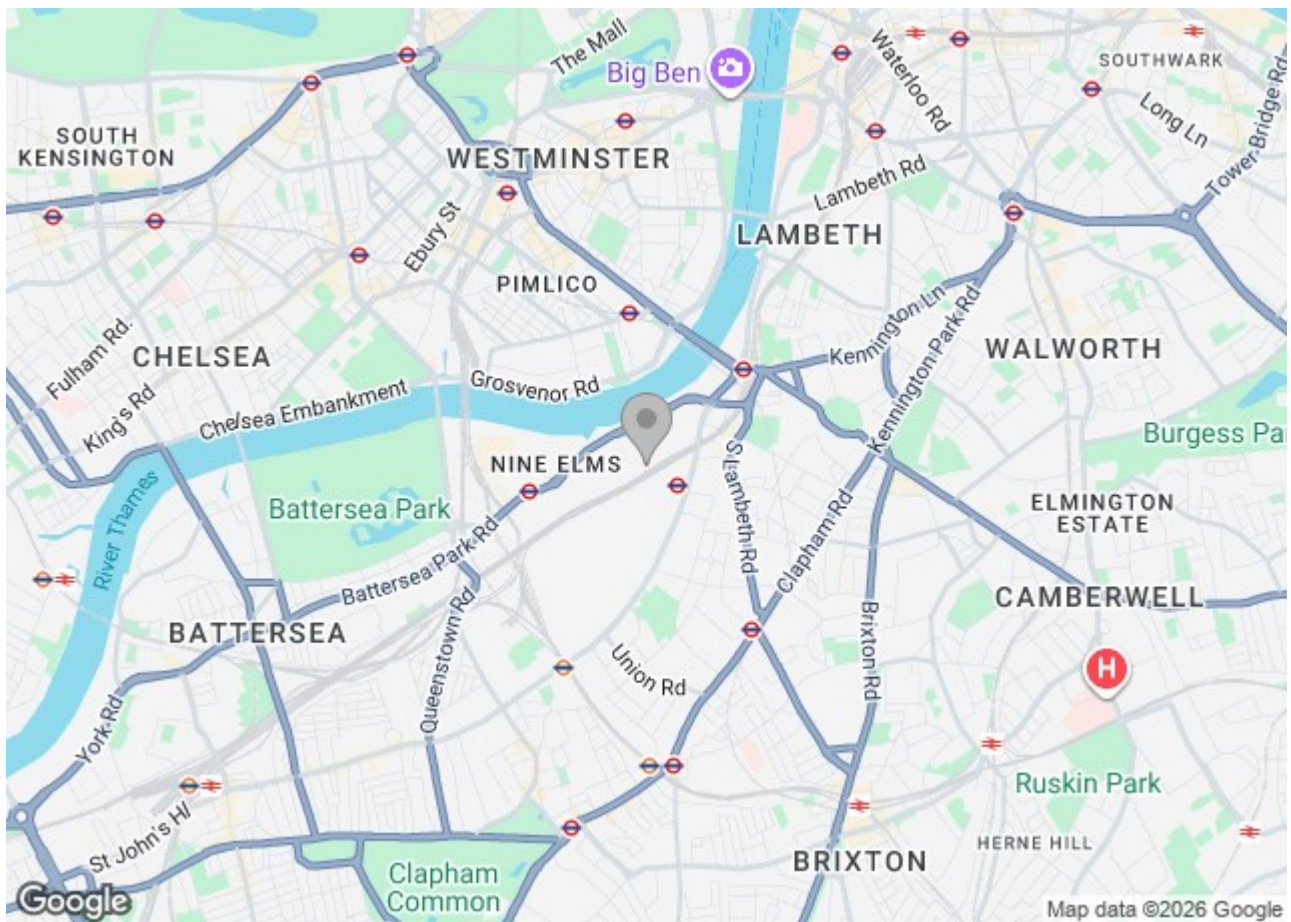 The Mall
Big Ben
Waterloo Rd
SOUTHWARK
Long Ln
Tower Bridge Rd
SOUTH
KENSINGTON
WESTMINSTER
Lambeth Rd
Ebury St
LAMBETH
PIMLICO
Kennington Ln
Kennington Park Rd
Fulham Rd.
CHELSEA
WALWORTH
King's Rd
Chelsea Embankment
Grosvenor Rd
Burgess Pa
NINE ELMS
S Lambeth Rd
Clapham Rd
River Thames
Battersea Park
ELMINGTON
ESTATE
Battersea Park Rd
CAMBERWELL
BATTERSEA
Queenstown Rd
Union Rd
Brixton Rd
H
York Rd
Ruskin Park
St John's Hl
HERNE HILL
BRIXTON
Clapham
Common
Google
Map data ©2026 Google